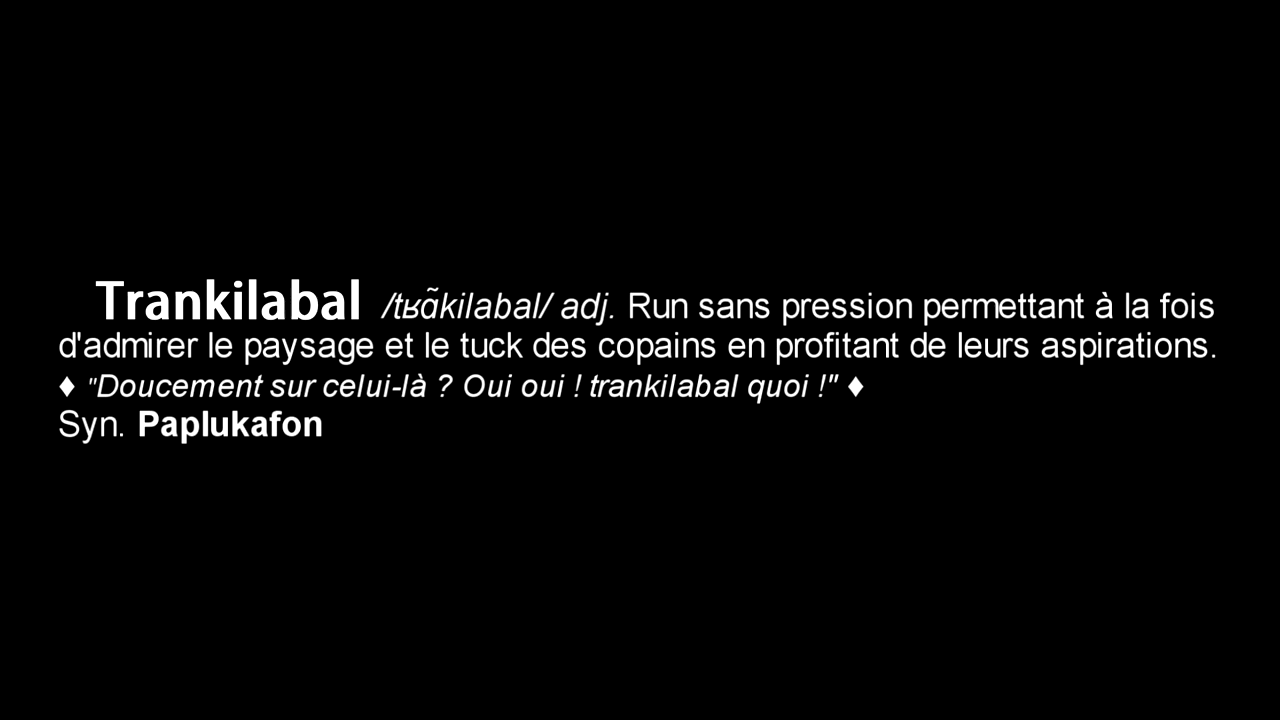 Trankilabal /tʁɑ̃kilabal/ adj. Run sans pression permettant à la fois
d'admirer le paysage et le tuck des copains en profitant de leurs aspirations.
♦ "Doucement sur celui-là ? Oui oui ! trankilabal quoi !" ♦
Syn. Paplukafon